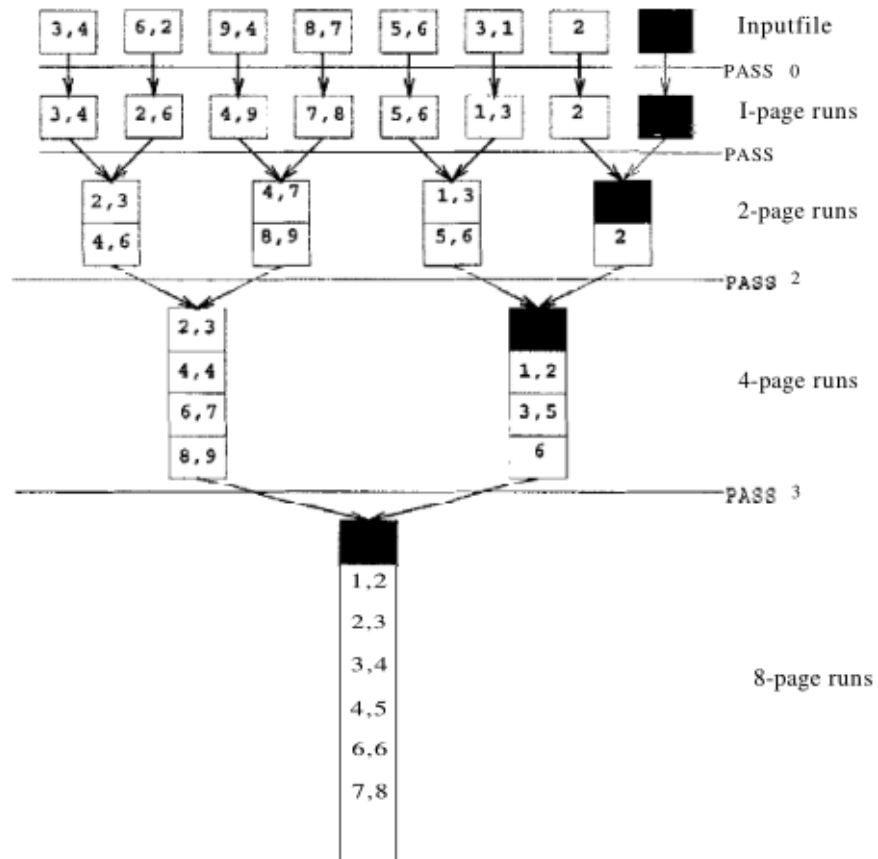 3,4 6,2 9,4 8,7 5,6 3,1 2 Inputfile
PASS 0
3,4 2,6 4,9 7,8 5,6 1,3 2 I-page runs
PASS
2,3 4,7 1,3 2-page runs
4,6 8,9 5,6 2
PASS 2
2,3
4,4 1,2 4-page runs
6,7 3,5
8,9 6
PASS 3
1,2
2,3
3,4
4,5
6,6
7,8
8-page runs